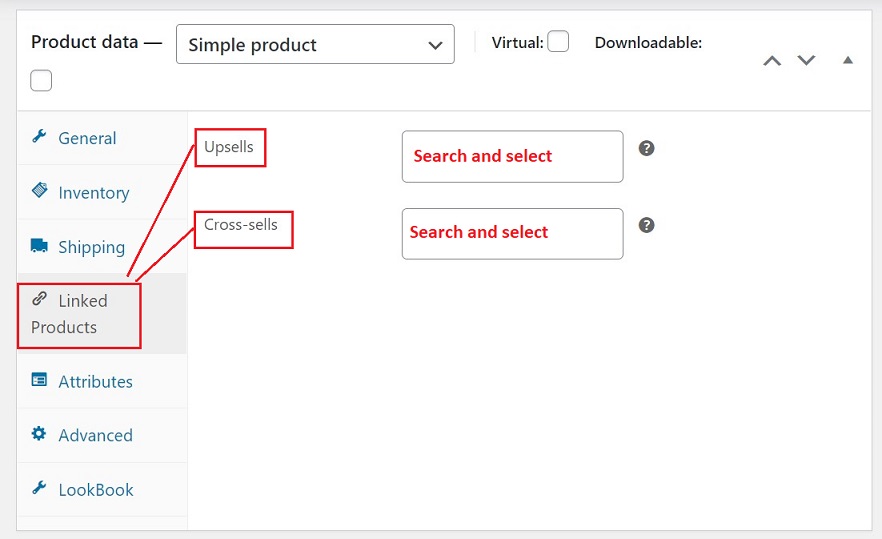 Product data —
Simple product
Virtual:
Downloadable:
General
Inventory
Shipping
Linked
Products
Attributes
Advanced
LookBook
Upsells
Search and select
?
Cross-sells
Search and select
?